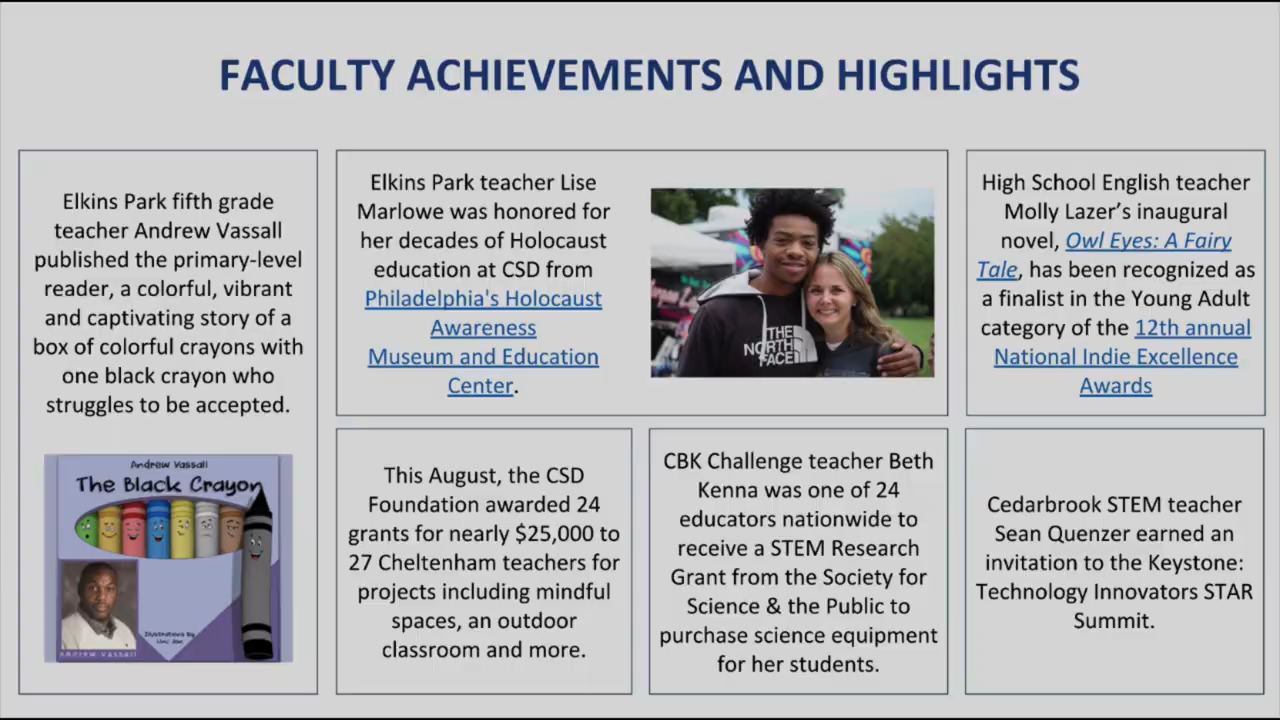 FACULTY ACHIEVEMENTS AND HIGHLIGHTS
Elkins Park fifth grade
teacher Andrew Vassall
published the primary-level
reader, a colorful, vibrant
and captivating story of a
box of colorful crayons with
one black crayon who
struggles to be accepted.
Andrew Vassall
The Black Crayon
Illustrations By
Andrew Vassall
Elkins Park teacher Lise
Marlowe was honored for
her decades of Holocaust
education at CSD from
Philadelphia's Holocaust
Awareness
Museum and Education
Center.
THE
NORTH
FACE
High School English teacher
Molly Lazer's inaugural
novel, Owl Eyes: A Fairy
Tale, has been recognized as
a finalist in the Young Adult
category of the 12th annual
National Indie Excellence
Awards
This August, the CSD
Foundation awarded 24
grants for nearly $25,000 to
27 Cheltenham teachers for
projects including mindful
spaces, an outdoor
classroom and more.
CBK Challenge teacher Beth
Kenna was one of 24
educators nationwide to
receive a STEM Research
Grant from the Society for
Science & the Public to
purchase science equipment
for her students.
Cedarbrook STEM teacher
Sean Quenzer earned an
invitation to the Keystone:
Technology Innovators STAR
Summit.